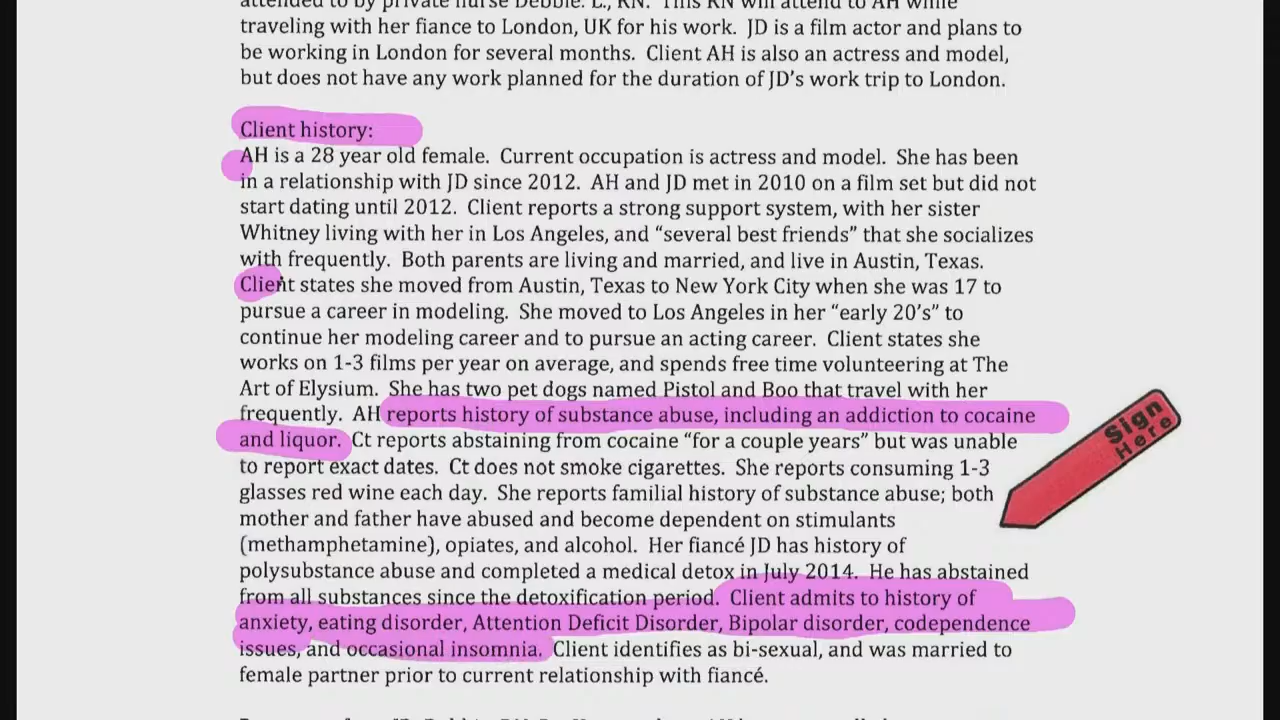 attended to by private nurse Debbie. L., RN. This RN will attend to AH while
traveling with her fiance to London, UK for his work. JD is a film actor and plans to
be working in London for several months. Client AH is also an actress and model,
but does not have any work planned for the duration of JD’s work trip to London.
Client history:
AH is a 28 year old female. Current occupation is actress and model. She has been
in a relationship with JD since 2012. AH and JD met in 2010 on a film set but did not
start dating until 2012. Client reports a strong support system, with her sister
Whitney living with her in Los Angeles, and “several best friends” that she socializes
with frequently. Both parents are living and married, and live in Austin, Texas.
Client states she moved from Austin, Texas to New York City when she was 17 to
pursue a career in modeling. She moved to Los Angeles in her “early 20’s” to
continue her modeling career and to pursue an acting career. Client states she
works on 1-3 films per year on average, and spends free time volunteering at The
Art of Elysium. She has two pet dogs named Pistol and Boo that travel with her
frequently. AH reports history of substance abuse, including an addiction to cocaine
and liquor. Ct reports abstaining from cocaine “for a couple years” but was unable
to report exact dates. Ct does not smoke cigarettes. She reports consuming 1-3
glasses red wine each day. She reports familial history of substance abuse; both
mother and father have abused and become dependent on stimulants
(methamphetamine), opiates, and alcohol. Her fiancé JD has history of
polysubstance abuse and completed a medical detox in July 2014. He has abstained
from all substances since the detoxification period. Client admits to history of
anxiety, eating disorder, Attention Deficit Disorder, Bipolar disorder, codependence
issues, and occasional insomnia. Client identifies as bi-sexual, and was married to
female partner prior to current relationship with fiancé.
Sign
Here